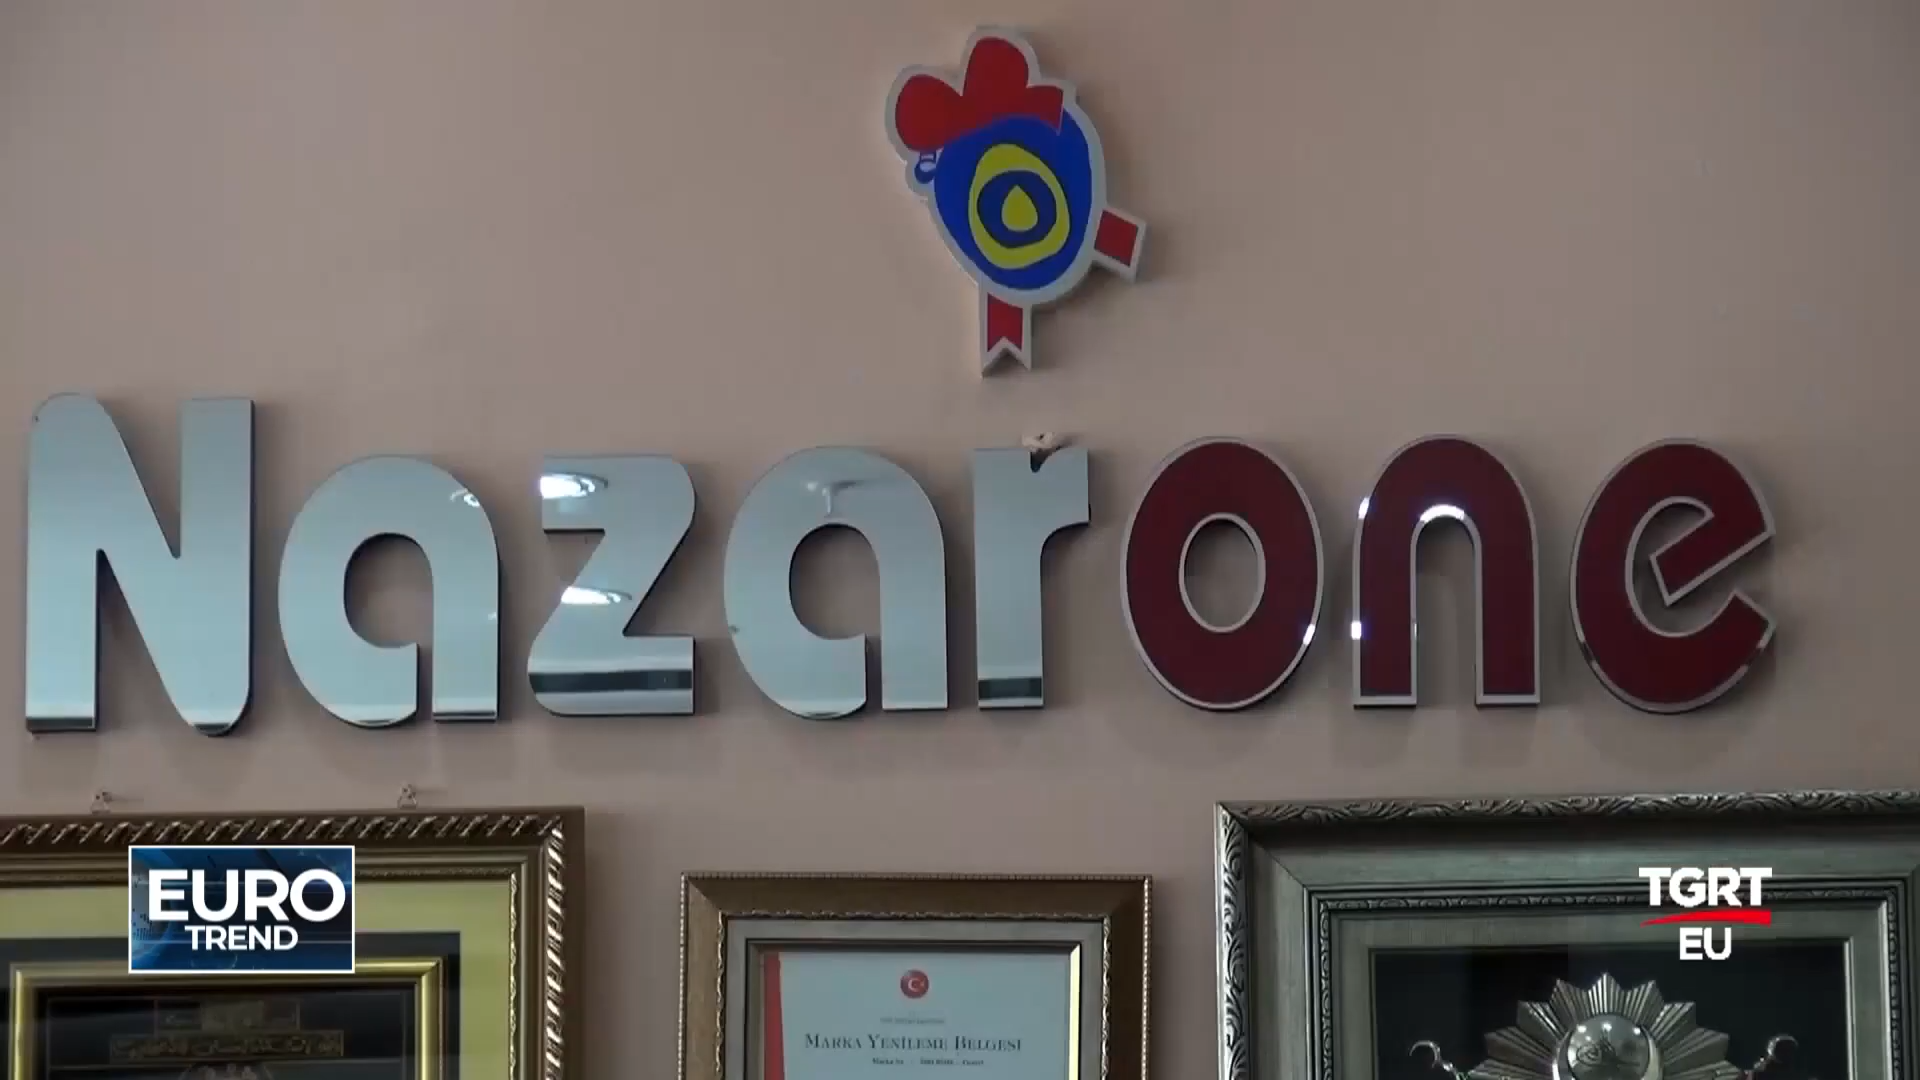 Nazarone
EURO
TREND
TGRT
EU
MARKA YENİLEME BELGESI